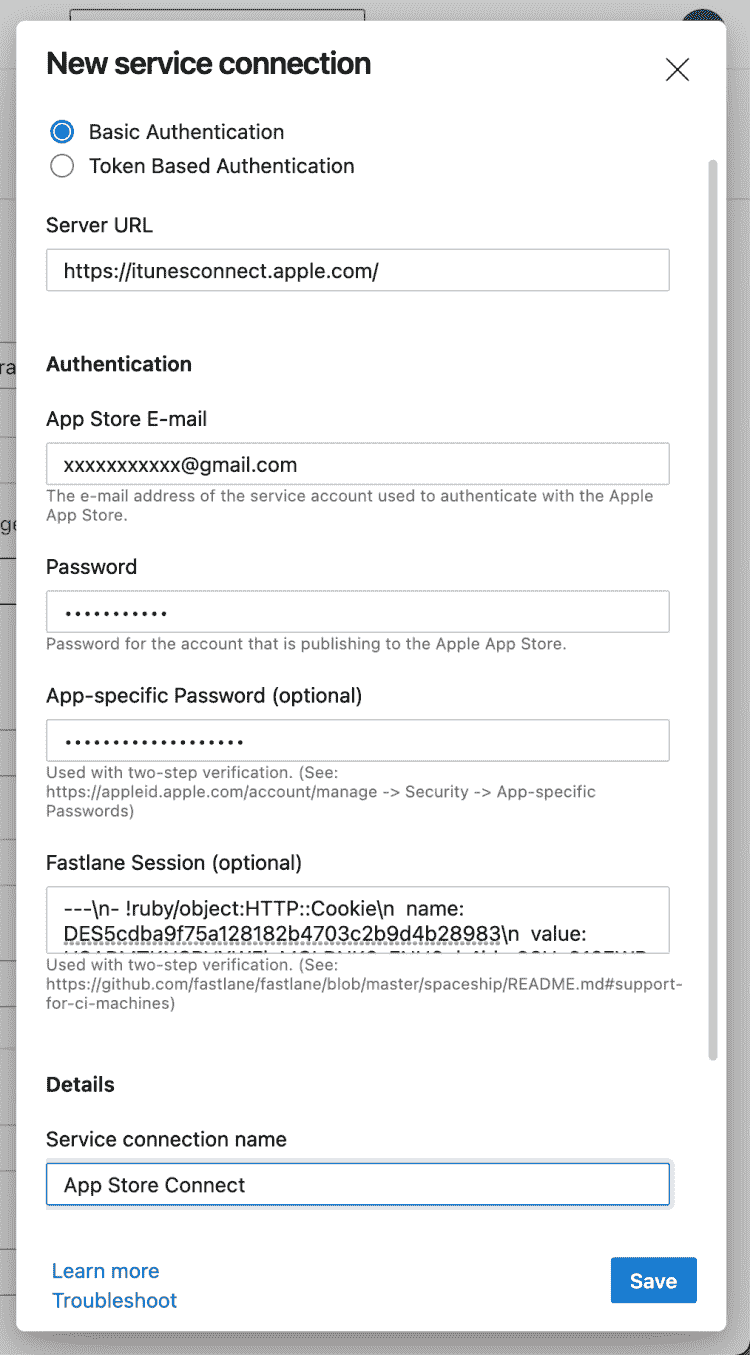 New service connection
Basic Authentication
Token Based Authentication
Server URL
https://itunesconnect.apple.com/
Authentication
App Store E-mail
xxxxxxxxxxx@gmail.com
The e-mail address of the service account used to authenticate with the Apple
App Store.
Password
•••••••••••
Password for the account that is publishing to the Apple App Store.
App-specific Password (optional)
•••••••••••••••••••
Used with two-step verification. (See:
https://appleid.apple.com/account/manage -> Security -> App-specific
Passwords)
Fastlane Session (optional)
---\n- !ruby/object:HTTP::Cookie\n  name:
DES5cdba9f75a128182b4703c2b9d4b28983\n  value:
Used with two-step verification. (See:
https://github.com/fastlane/fastlane/blob/master/spaceship/README.md#support-
for-ci-machines)
Details
Service connection name
App Store Connect
Learn more
Troubleshoot
Save